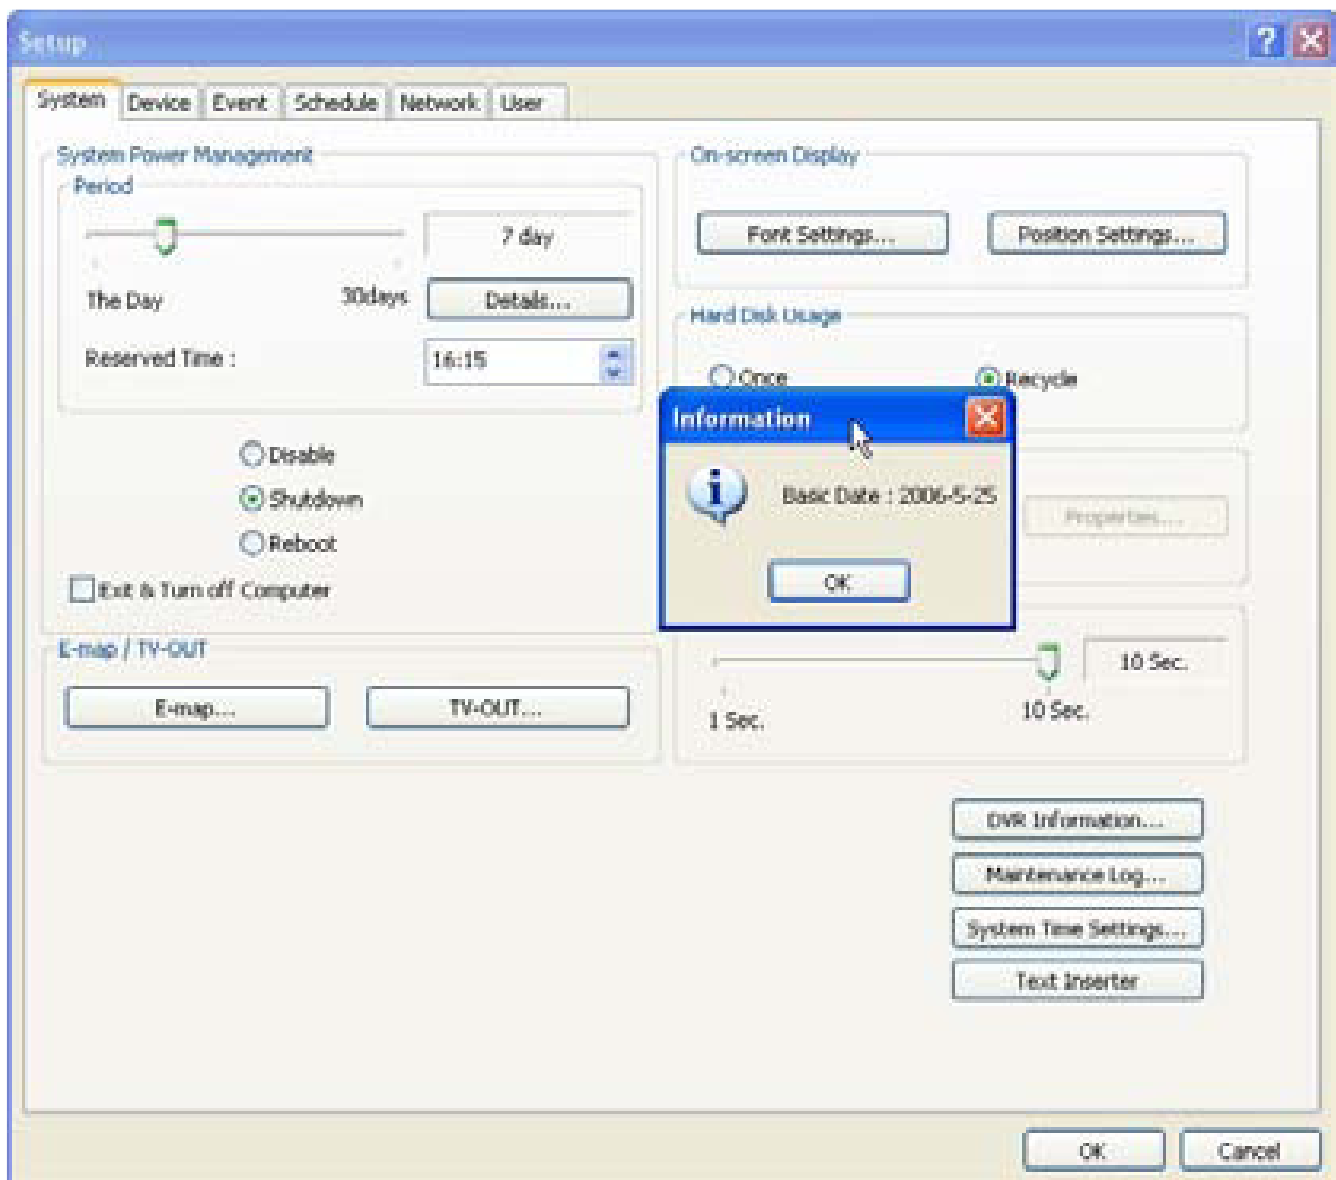 Setup
System Device Event Schedule Network User
System Power Management
Period
7 day
The Day 30days Details...
Reserved Time : 16:15
Disable
Shutdown
Reboot
Exit & Turn off Computer
E-map / TV-OUT
E-map... TV-OUT...
On-screen Display
Font Settings... Position Settings...
Hard Disk Usage
Once Recycle
Information
Basic Date : 2006-5-25
OK
Properties...
10 Sec.
1 Sec. 10 Sec.
DVR Information...
Maintenance Log...
System Time Settings...
Text Inserter
OK Cancel